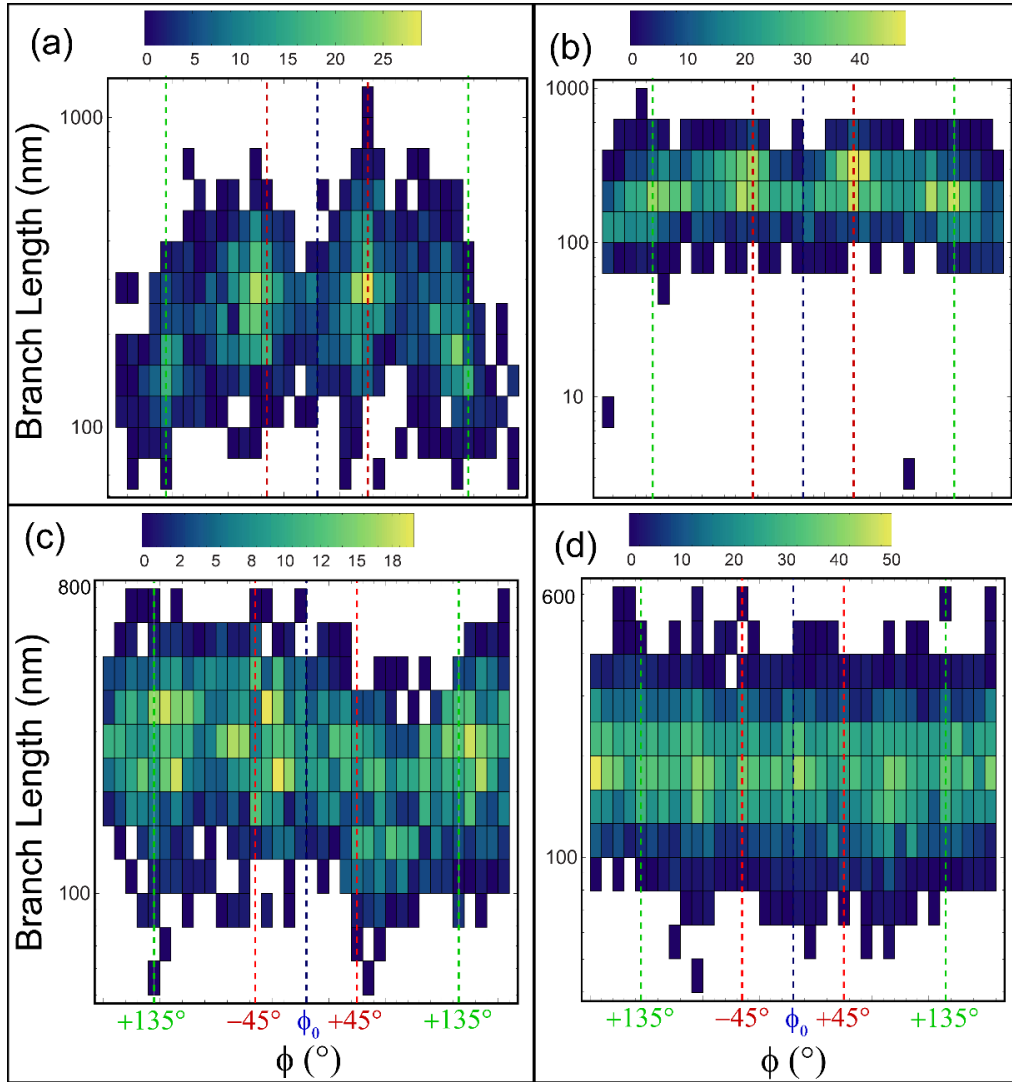 (a)
0 5 10 15 20 25
(b)
0 10 20 30 40
Branch Length (nm)
1000
100
1000
100
10
(c)
0 2 5 8 10 12 15 18
(d)
0 10 20 30 40 50
Branch Length (nm)
800
100
600
100
+135° −45° ϕ₀ +45° +135°
+135° −45° ϕ₀ +45° +135°
ϕ (°)
ϕ (°)